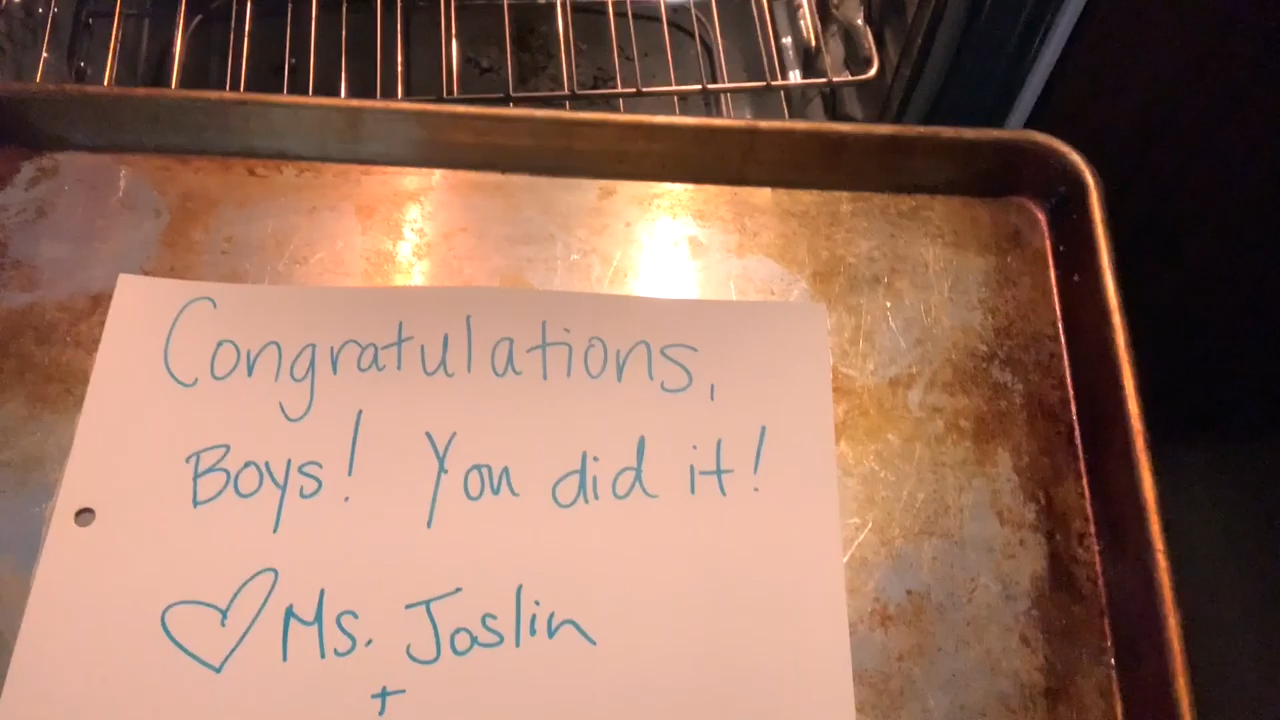 Congratulations,
Boys! You did it!
♡ Ms. Joslin
+